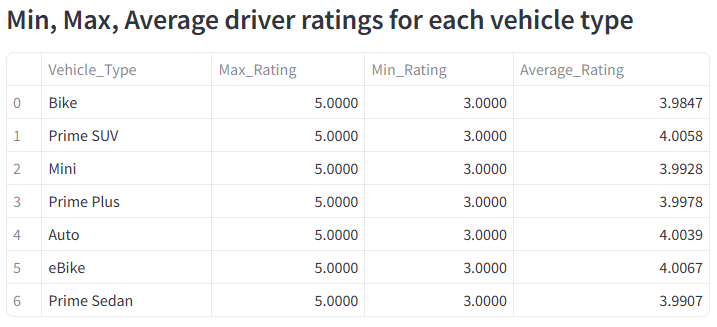 Min, Max, Average driver ratings for each vehicle type
Vehicle_Type Max_Rating Min_Rating Average_Rating
0 Bike 5.0000 3.0000 3.9847
1 Prime SUV 5.0000 3.0000 4.0058
2 Mini 5.0000 3.0000 3.9928
3 Prime Plus 5.0000 3.0000 3.9978
4 Auto 5.0000 3.0000 4.0039
5 eBike 5.0000 3.0000 4.0067
6 Prime Sedan 5.0000 3.0000 3.9907